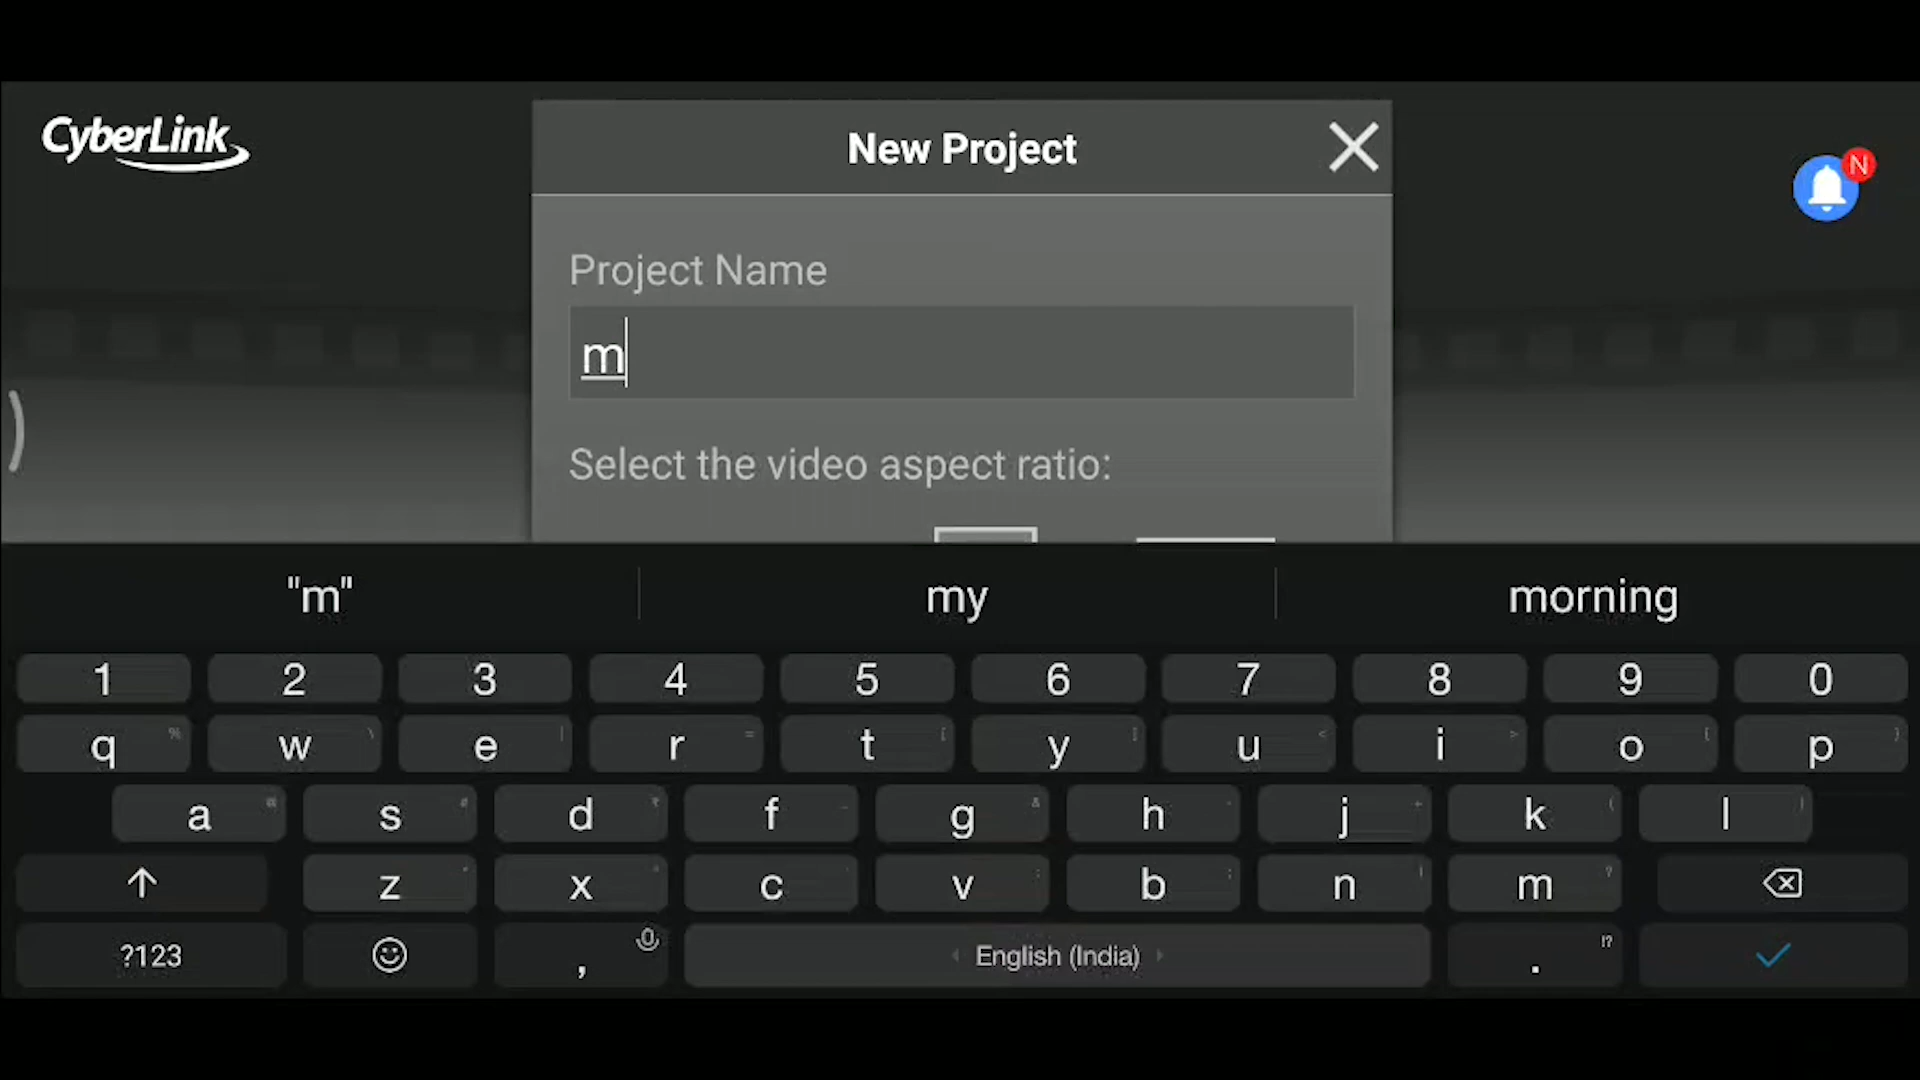 CyberLink
New Project
N
Project Name
m
Select the video aspect ratio:
"m" my morning
1 2 3 4 5 6 7 8 9 0
q w e r t y u i o p
a s d f g h j k l
z x c v b n m
?123 , English (India) . !?